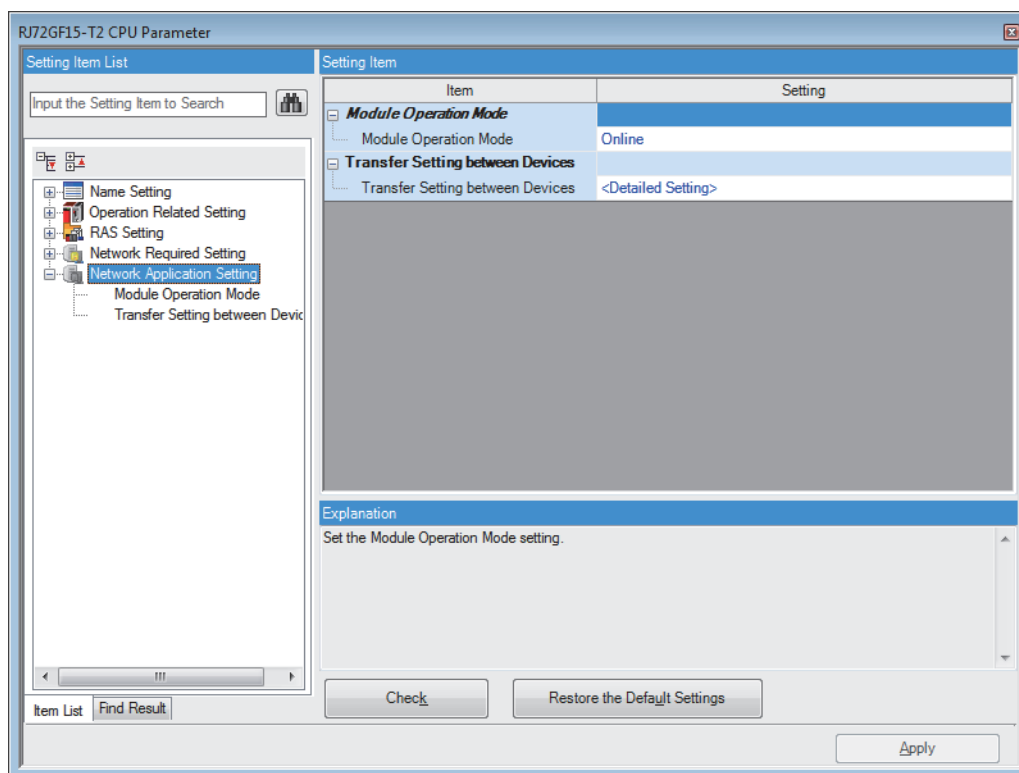 RJ72GF15-T2 CPU Parameter
Setting Item List
Input the Setting Item to Search
Name Setting
Operation Related Setting
RAS Setting
Network Required Setting
Network Application Setting
Module Operation Mode
Transfer Setting between Devic
Item List
Find Result
Setting Item
Item Setting
Module Operation Mode
Module Operation Mode Online
Transfer Setting between Devices
Transfer Setting between Devices <Detailed Setting>
Explanation
Set the Module Operation Mode setting.
Check
Restore the Default Settings
Apply